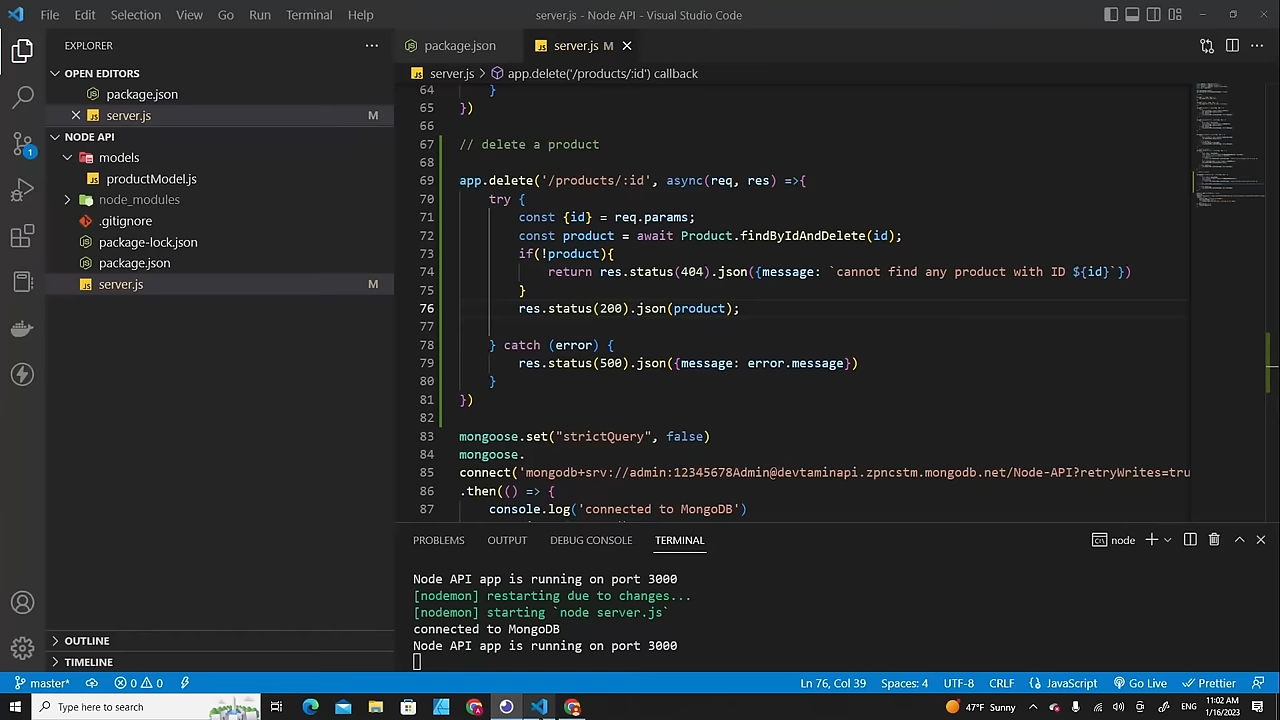 File Edit Selection View Go Run Terminal Help
server.js - Node API - Visual Studio Code
EXPLORER
OPEN EDITORS
package.json
server.js M
NODE API
models
productModel.js
node_modules
.gitignore
package-lock.json
package.json
server.js M
OUTLINE
TIMELINE
1
package.json
server.js M
server.js > app.delete('/products/:id') callback
64 }
65 })
66
67 // delete a product
68
69 app.delete('/products/:id', async(req, res) =>{
70 try {
71 const {id} = req.params;
72 const product = await Product.findByIdAndDelete(id);
73 if(!product){
74 return res.status(404).json({message: `cannot find any product with ID ${id}`})
75 }
76 res.status(200).json(product);
77
78 } catch (error) {
79 res.status(500).json({message: error.message})
80 }
81 })
82
83 mongoose.set("strictQuery", false)
84 mongoose.
85 connect('mongodb+srv://admin:12345678Admin@devtaminapi.zpncstm.mongodb.net/Node-API?retryWrites=tru
86 .then(() => {
87 console.log('connected to MongoDB')
PROBLEMS OUTPUT DEBUG CONSOLE TERMINAL
node
Node API app is running on port 3000
[nodemon] restarting due to changes...
[nodemon] starting `node server.js`
connected to MongoDB
Node API app is running on port 3000
master* 0 0 Ln 76, Col 39 Spaces: 4 UTF-8 CRLF {} JavaScript Go Live Prettier
Type here to search
47°F Sunny
11:02 AM
1/16/2023